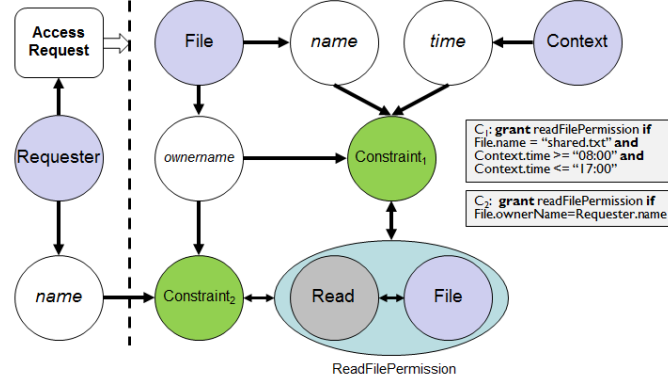 Access
Request
File
name
time
Context
Requester
ownername
Constraint1
C1: grant readFilePermission if
File.name = “shared.txt” and
Context.time >= “08:00” and
Context.time <= “17:00”
C2: grant readFilePermission if
File.ownerName=Requester.name
name
Constraint2
Read
File
ReadFilePermission